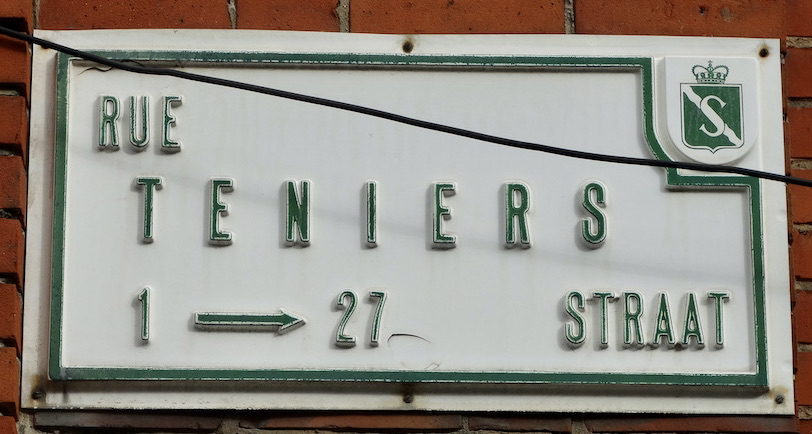 S
RUE
TENIERS
1 → 27 STRAAT